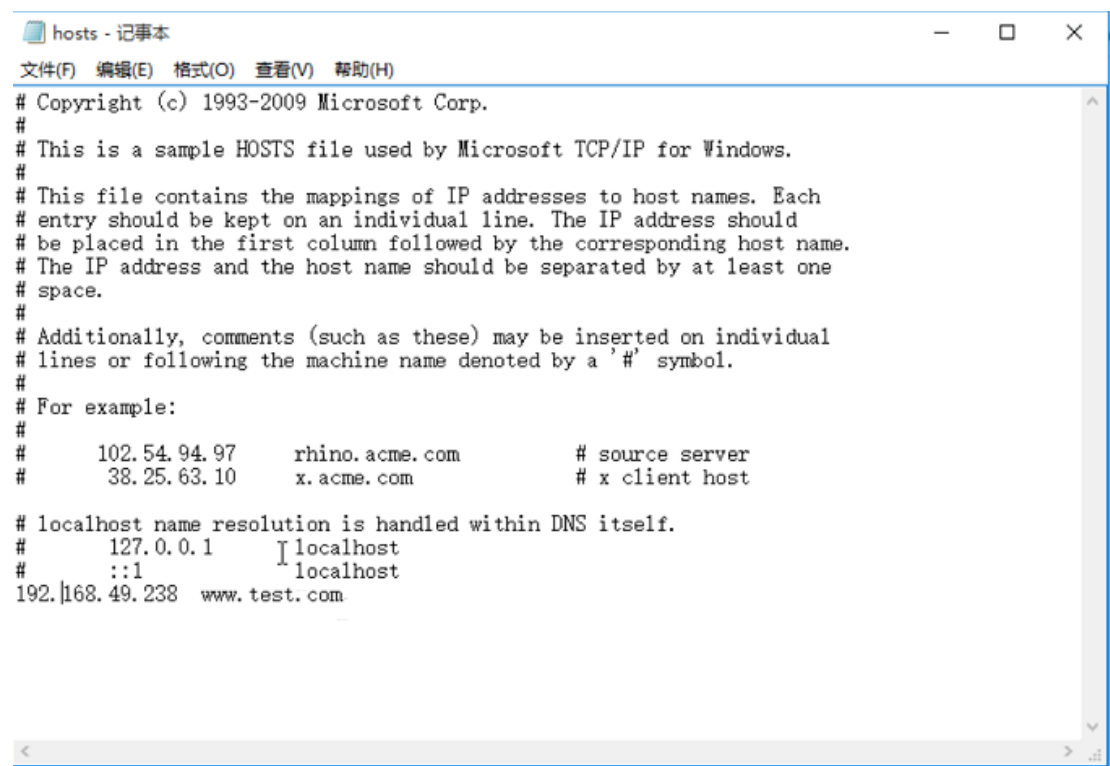 hosts - 记事本
文件(F) 编辑(E) 格式(O) 查看(V) 帮助(H)
# Copyright (c) 1993-2009 Microsoft Corp.
#
# This is a sample HOSTS file used by Microsoft TCP/IP for Windows.
#
# This file contains the mappings of IP addresses to host names. Each
# entry should be kept on an individual line. The IP address should
# be placed in the first column followed by the corresponding host name.
# The IP address and the host name should be separated by at least one
# space.
#
# Additionally, comments (such as these) may be inserted on individual
# lines or following the machine name denoted by a '#' symbol.
#
# For example:
#
#      102.54.94.97     rhino.acme.com          # source server
#       38.25.63.10     x.acme.com              # x client host

# localhost name resolution is handled within DNS itself.
#       127.0.0.1       localhost
#       ::1             localhost
192.168.49.238  www.test.com